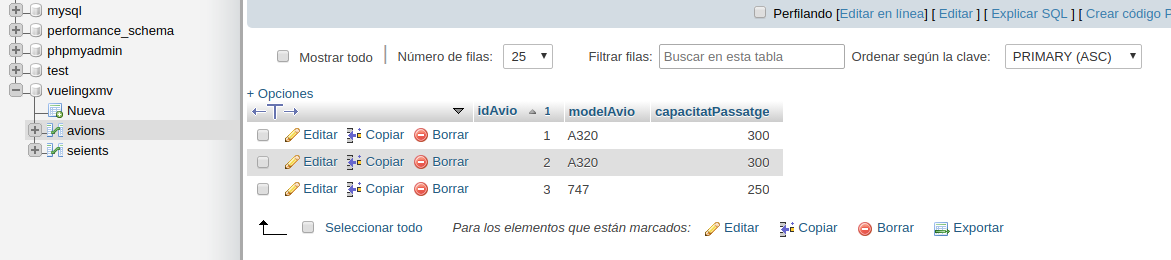 mysql
performance_schema
phpmyadmin
test
vuelingxmv
Nueva
avions
seients
Perfilando [Editar en línea] [ Editar ] [ Explicar SQL ] [ Crear código P
Mostrar todo | Número de filas: 25 Filtrar filas: Buscar en esta tabla Ordenar según la clave: PRIMARY (ASC)
+ Opciones
←T→ idAvio 1 modelAvio capacitatPassatge
Editar Copiar Borrar 1 A320 300
Editar Copiar Borrar 2 A320 300
Editar Copiar Borrar 3 747 250
Seleccionar todo Para los elementos que están marcados: Editar Copiar Borrar Exportar